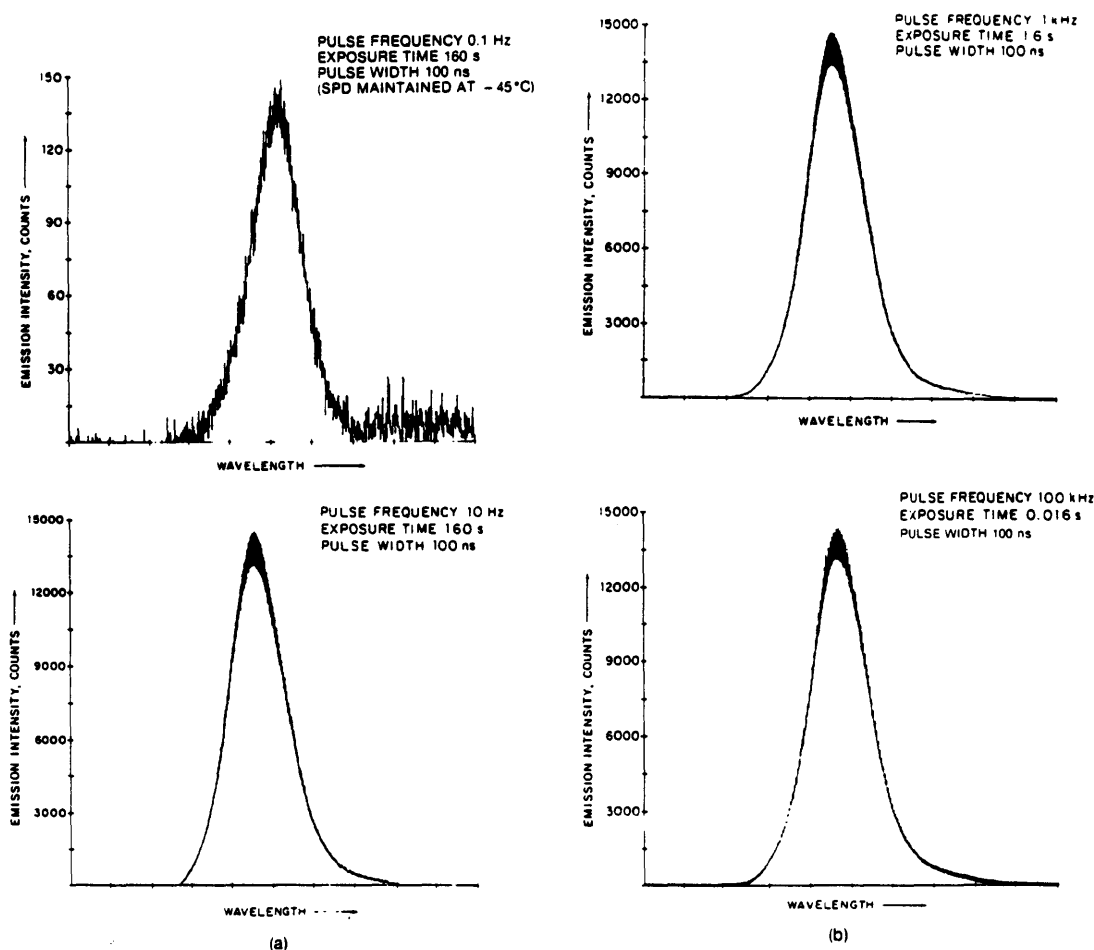 PULSE FREQUENCY 0.1 Hz
EXPOSURE TIME 160 s
PULSE WIDTH 100 ns
(SPD MAINTAINED AT - 45°C)
150
120
90
60
30
EMISSION INTENSITY, COUNTS
WAVELENGTH
PULSE FREQUENCY 1 kHz
EXPOSURE TIME 1 6 s
PULSE WIDTH 100 ns
15000
12000
9000
6000
3000
EMISSION INTENSITY, COUNTS
WAVELENGTH
PULSE FREQUENCY 10 Hz
EXPOSURE TIME 160 s
PULSE WIDTH 100 ns
15000
12000
9000
6000
3000
EMISSION INTENSITY, COUNTS
WAVELENGTH
(a)
PULSE FREQUENCY 100 kHz
EXPOSURE TIME 0.016 s
PULSE WIDTH 100 ns
15000
12000
9000
6000
3000
EMISSION INTENSITY, COUNTS
WAVELENGTH
(b)